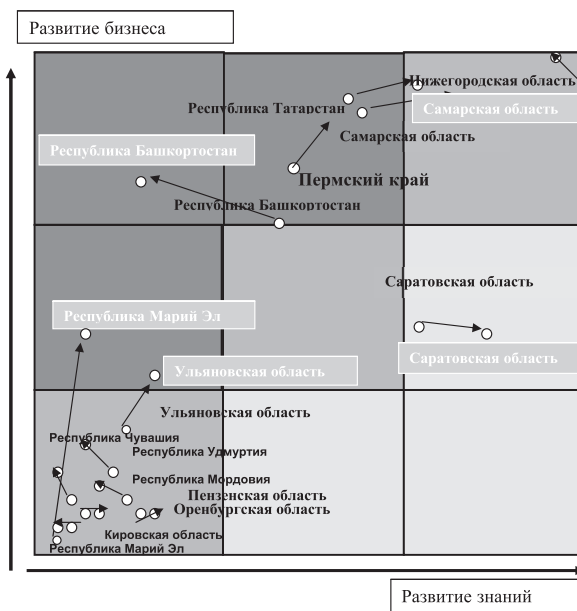 Развитие бизнеса
Нижегородская область
Республика Татарстан
Самарская область
Самарская область
Республика Башкортостан
Пермский край
Республика Башкортостан
Саратовская область
Республика Марий Эл
Саратовская область
Ульяновская область
Ульяновская область
Республика Чувашия
Республика Удмуртия
Республика Мордовия
Пензенская область
Оренбургская область
Кировская область
Республика Марий Эл
Развитие знаний